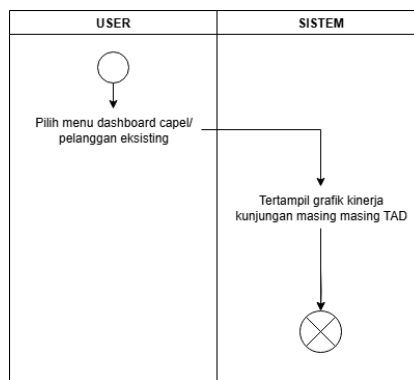 USER
SISTEM
Pilih menu dashboard capel/
pelanggan eksisting
Tertampil grafik kinerja
kunjungan masing masing TAD